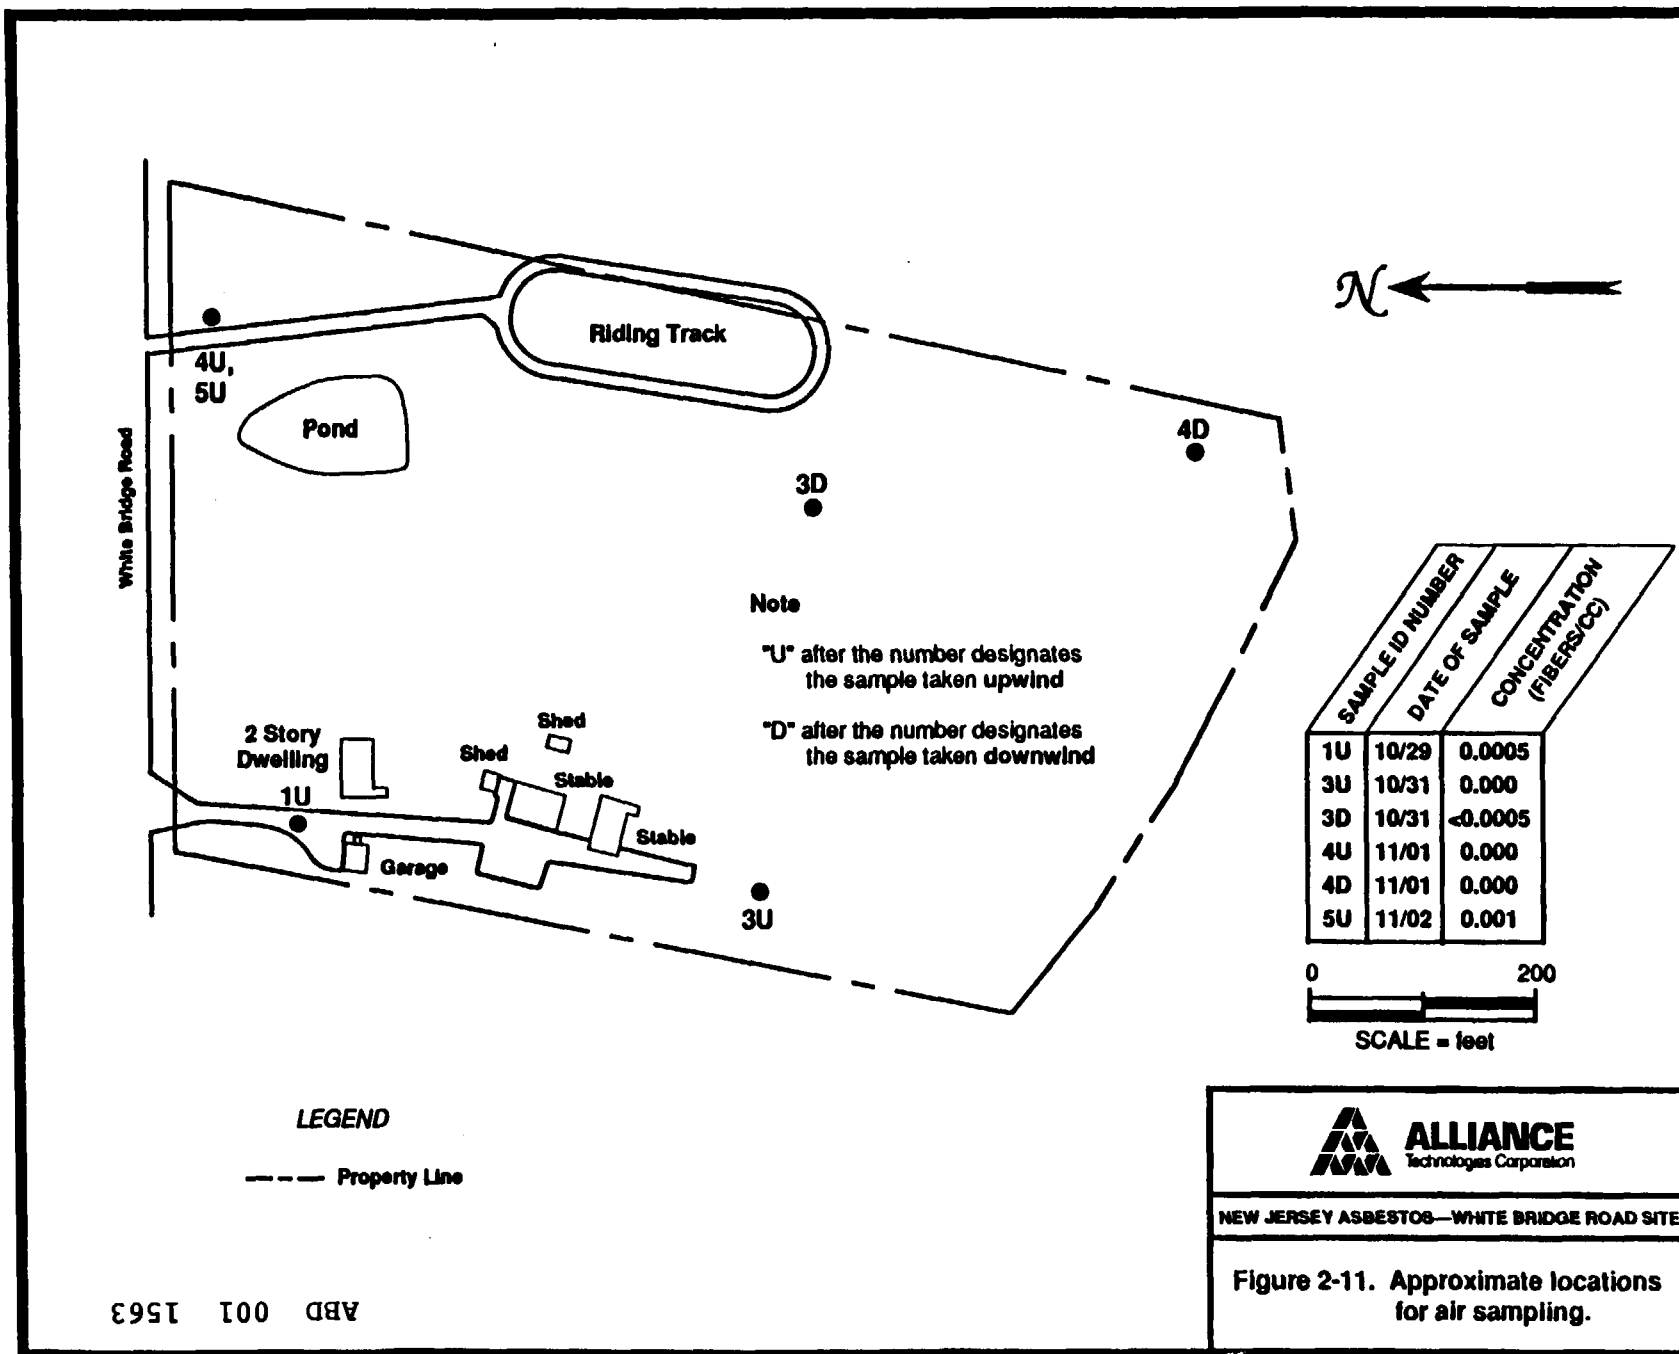 N
Riding Track
4U,
5U
Pond
White Bridge Road
4D
3D
Note
"U" after the number designates
the sample taken upwind
"D" after the number designates
the sample taken downwind
2 Story
Dwelling
Shed
Shed
Stable
1U
Stable
Garage
3U
SAMPLE ID NUMBER
DATE OF SAMPLE
CONCENTRATION
(FIBERS/CC)
1U 10/29 0.0005
3U 10/31 0.000
3D 10/31 <0.0005
4U 11/01 0.000
4D 11/01 0.000
5U 11/02 0.001
0 200
SCALE = feet
LEGEND
Property Line
ALLIANCE
Technologies Corporation
NEW JERSEY ASBESTOS—WHITE BRIDGE ROAD SITE
Figure 2-11. Approximate locations
for air sampling.
ABD 001 1563